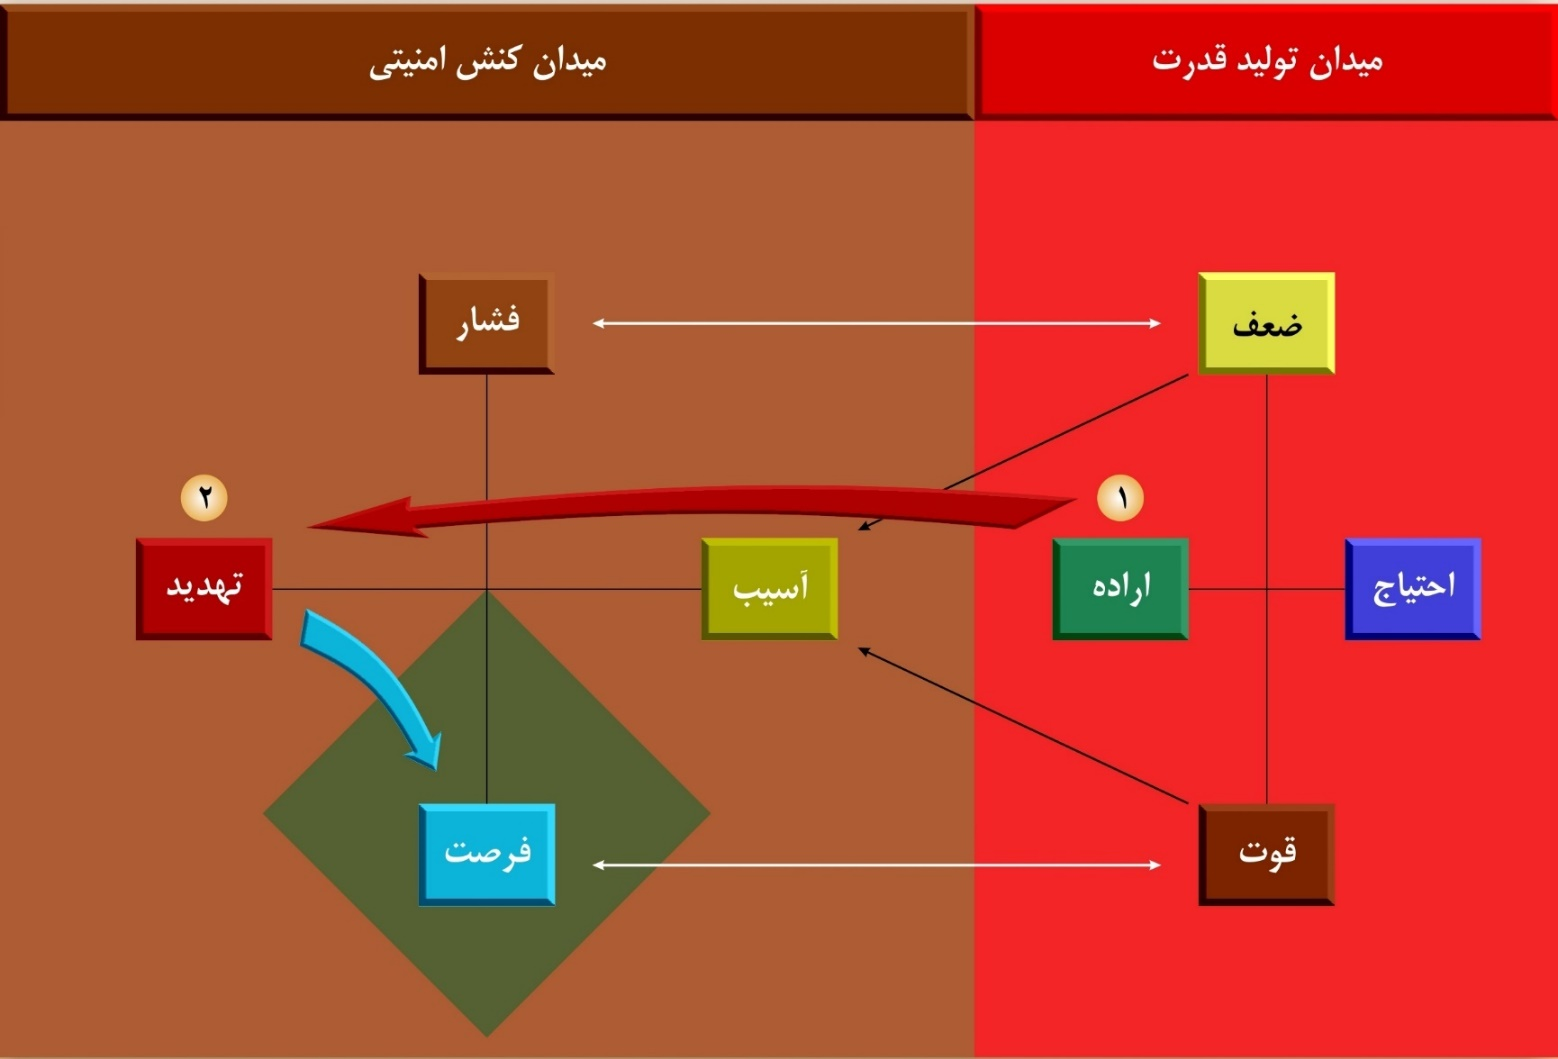 میدان تولید قدرت
میدان کنش امنیتی
ضعف
فشار
۱
۲
احتیاج
اراده
آسیب
تهدید
قوت
فرصت